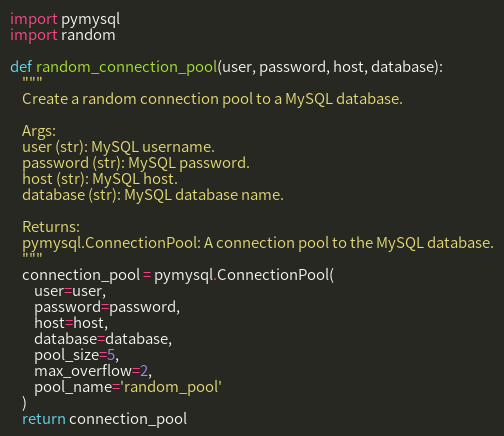 import pymysql
import random

def random_connection_pool(user, password, host, database):
    """
    Create a random connection pool to a MySQL database.

    Args:
    user (str): MySQL username.
    password (str): MySQL password.
    host (str): MySQL host.
    database (str): MySQL database name.

    Returns:
    pymysql.ConnectionPool: A connection pool to the MySQL database.
    """
    connection_pool = pymysql.ConnectionPool(
        user=user,
        password=password,
        host=host,
        database=database,
        pool_size=5,
        max_overflow=2,
        pool_name='random_pool'
    )
    return connection_pool